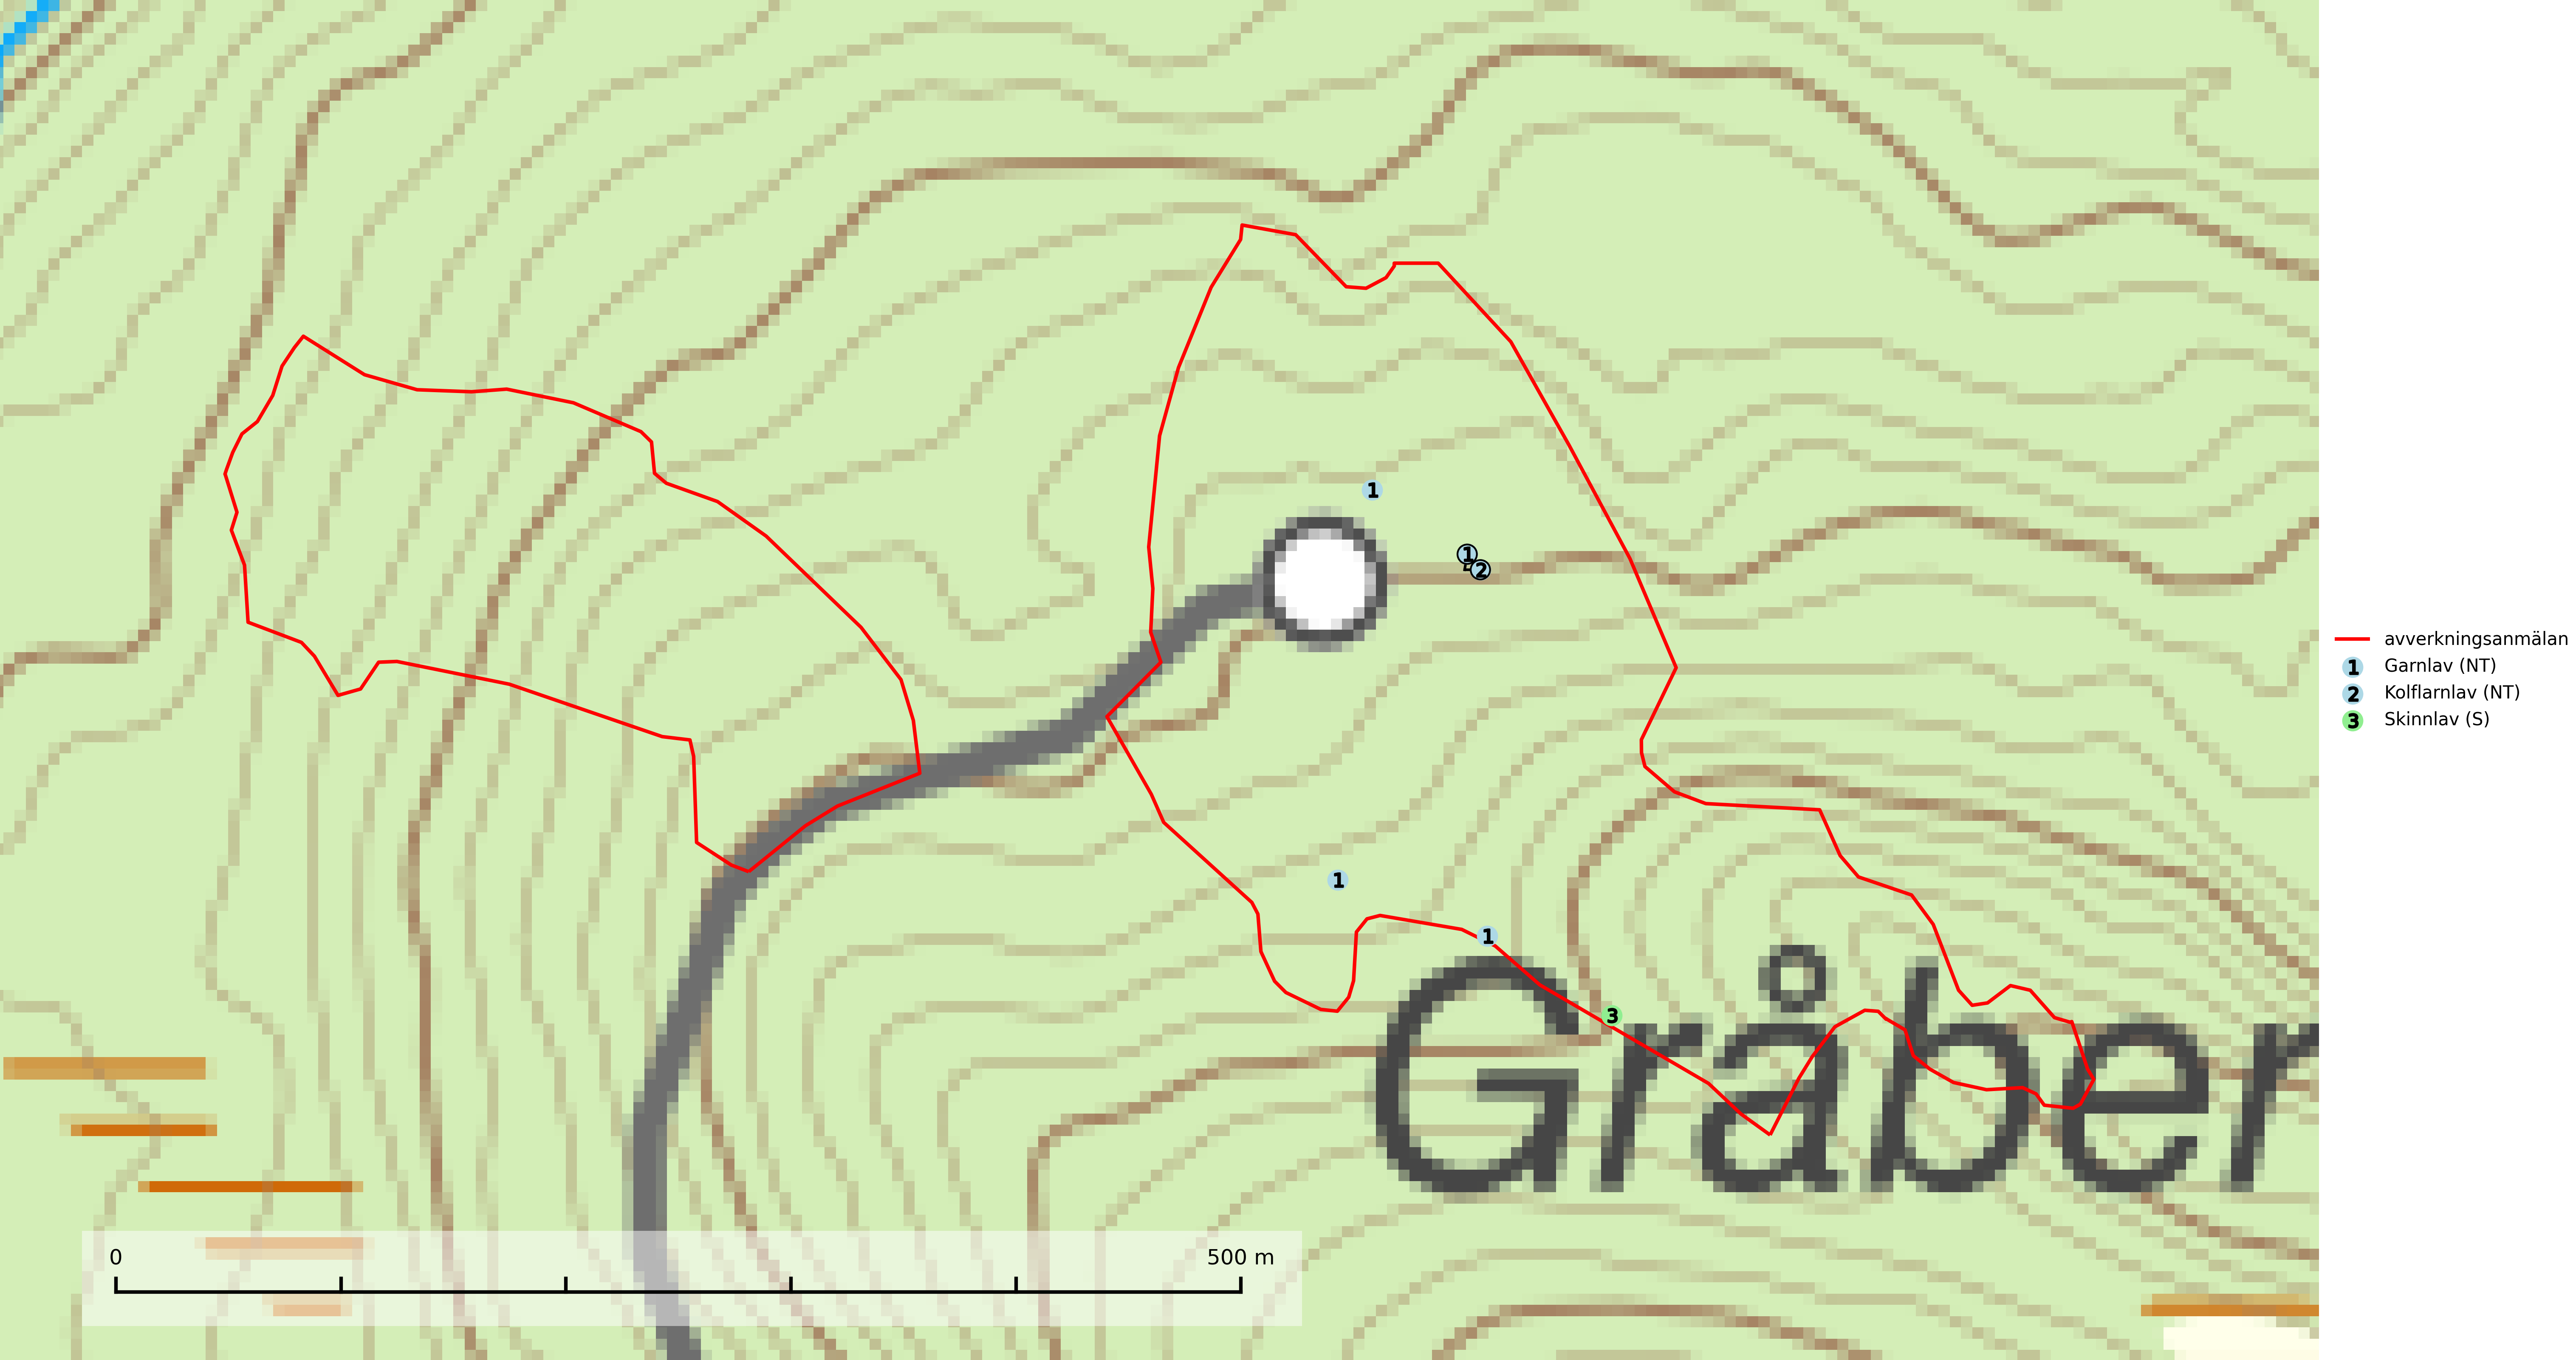 1
1
2
1
1
3
Gråber
0 500 m
avverkningsanmälan
1 Garnlav (NT)
2 Kolflarnlav (NT)
3 Skinnlav (S)